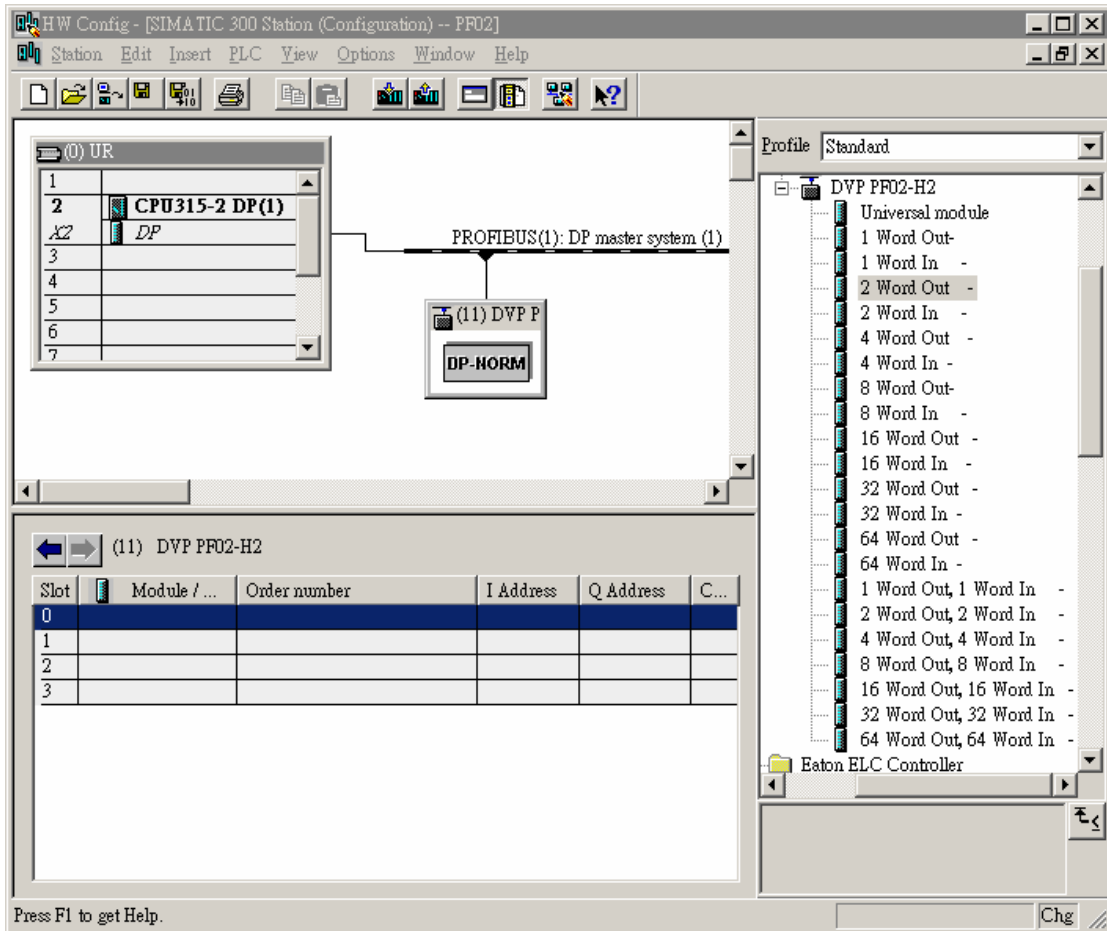 HW Config - [SIMATIC 300 Station (Configuration) -- PF02]
Station Edit Insert PLC View Options Window Help
(0) UR
1
2 CPU315-2 DP(1)
X2 DP
3
4
5
6
7
PROFIBUS(1): DP master system (1)
(11) DVP P
DP-NORM
(11) DVP PF02-H2
Slot Module / ... Order number I Address Q Address C...
0
1
2
3
Profile Standard
DVP PF02-H2
Universal module
1 Word Out-
1 Word In -
2 Word Out -
2 Word In -
4 Word Out -
4 Word In -
8 Word Out-
8 Word In -
16 Word Out -
16 Word In -
32 Word Out -
32 Word In -
64 Word Out -
64 Word In -
1 Word Out, 1 Word In -
2 Word Out, 2 Word In -
4 Word Out, 4 Word In -
8 Word Out, 8 Word In -
16 Word Out, 16 Word In -
32 Word Out, 32 Word In -
64 Word Out, 64 Word In -
Eaton ELC Controller
Press F1 to get Help.
Chg